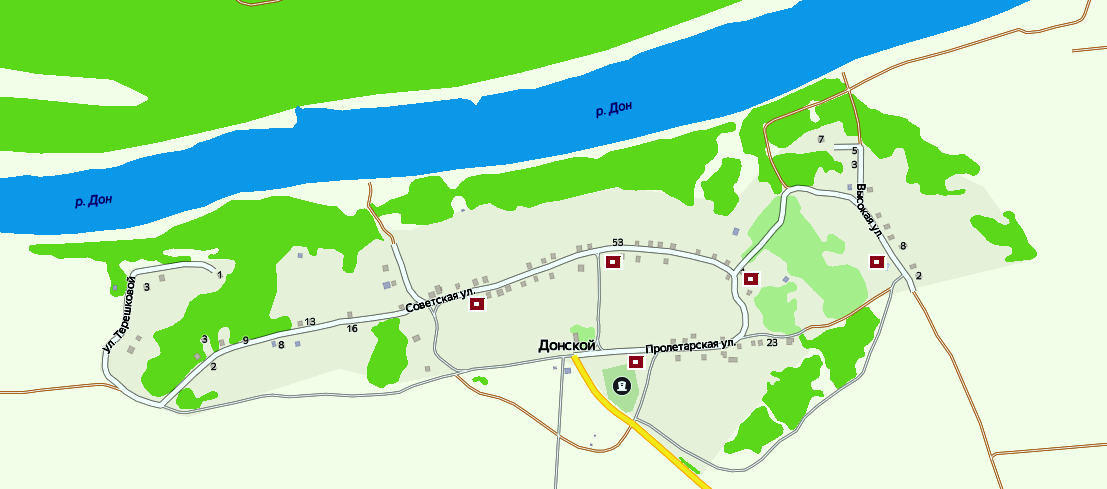 р. Дон
7
5
3
р. Дон
Высокая ул.
53
8
1
2
3
ул. Терешковой
Советская ул.
13
16
3
9
8
Донской
Пролетарская ул.
23
2